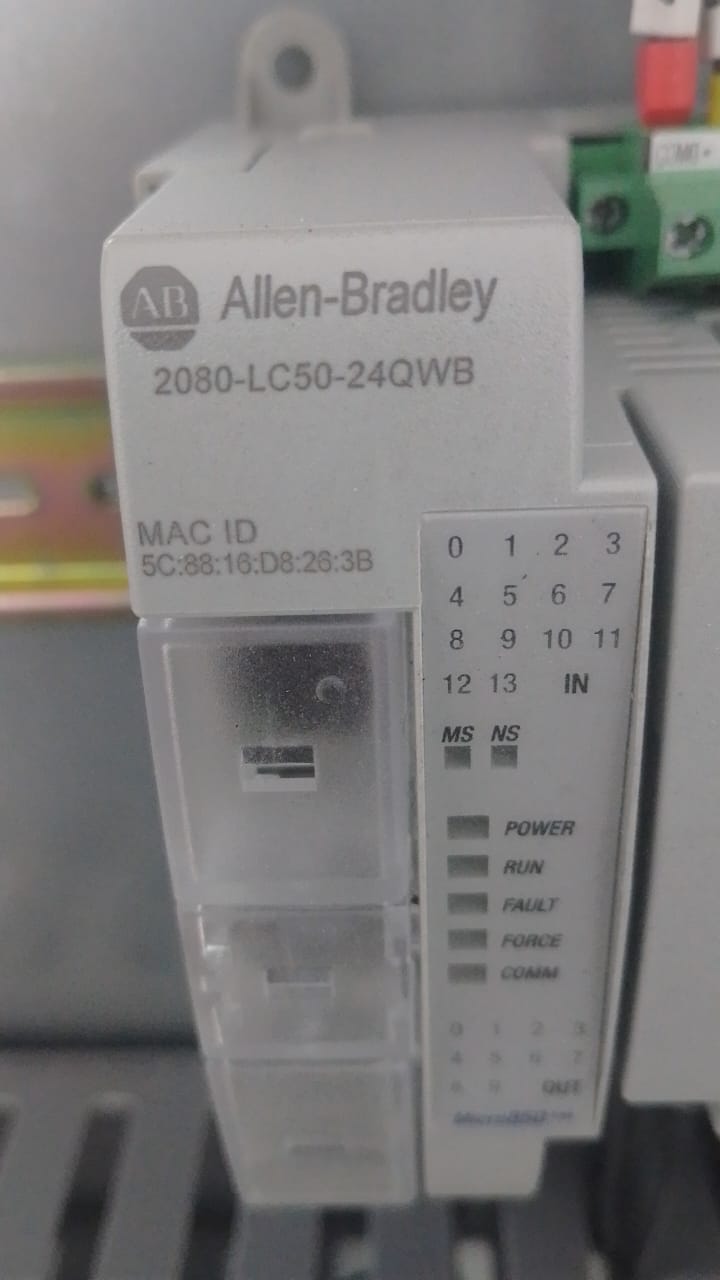 COM0 -
AB Allen-Bradley
2080-LC50-24QWB
MAC ID
5C:88:16:D8:26:3B
0 1 2 3
4 5 6 7
8 9 10 11
12 13 IN
MS NS
POWER
RUN
FAULT
FORCE
COMM
0 1 2 3
4 5 6 7
8 9 OUT
Micro850™